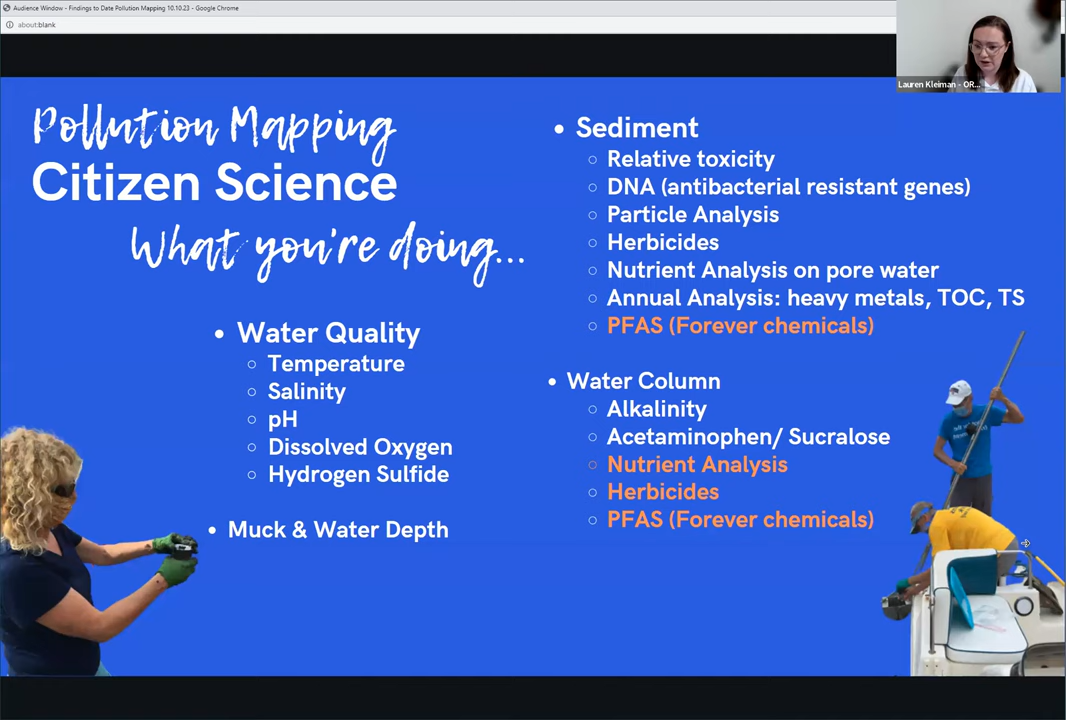 Audience Window - Findings to Date Pollution Mapping 10.10.23 - Google Chrome
about:blank
Lauren Kleiman - OR...
Pollution Mapping
Citizen Science
What you're doing...
• Water Quality
○ Temperature
○ Salinity
○ pH
○ Dissolved Oxygen
○ Hydrogen Sulfide
• Muck & Water Depth
• Sediment
○ Relative toxicity
○ DNA (antibacterial resistant genes)
○ Particle Analysis
○ Herbicides
○ Nutrient Analysis on pore water
○ Annual Analysis: heavy metals, TOC, TS
○ PFAS (Forever chemicals)
• Water Column
○ Alkalinity
○ Acetaminophen/ Sucralose
○ Nutrient Analysis
○ Herbicides
○ PFAS (Forever chemicals)